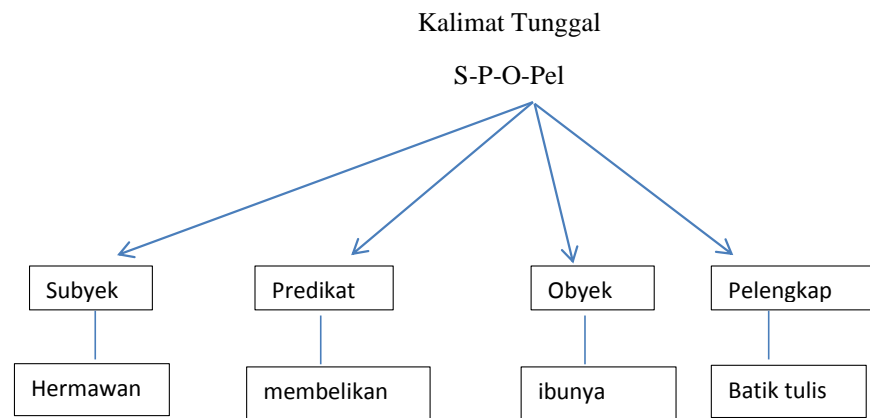 Kalimat Tunggal
S-P-O-Pel
Subyek
Predikat
Obyek
Pelengkap
Hermawan
membelikan
ibunya
Batik tulis